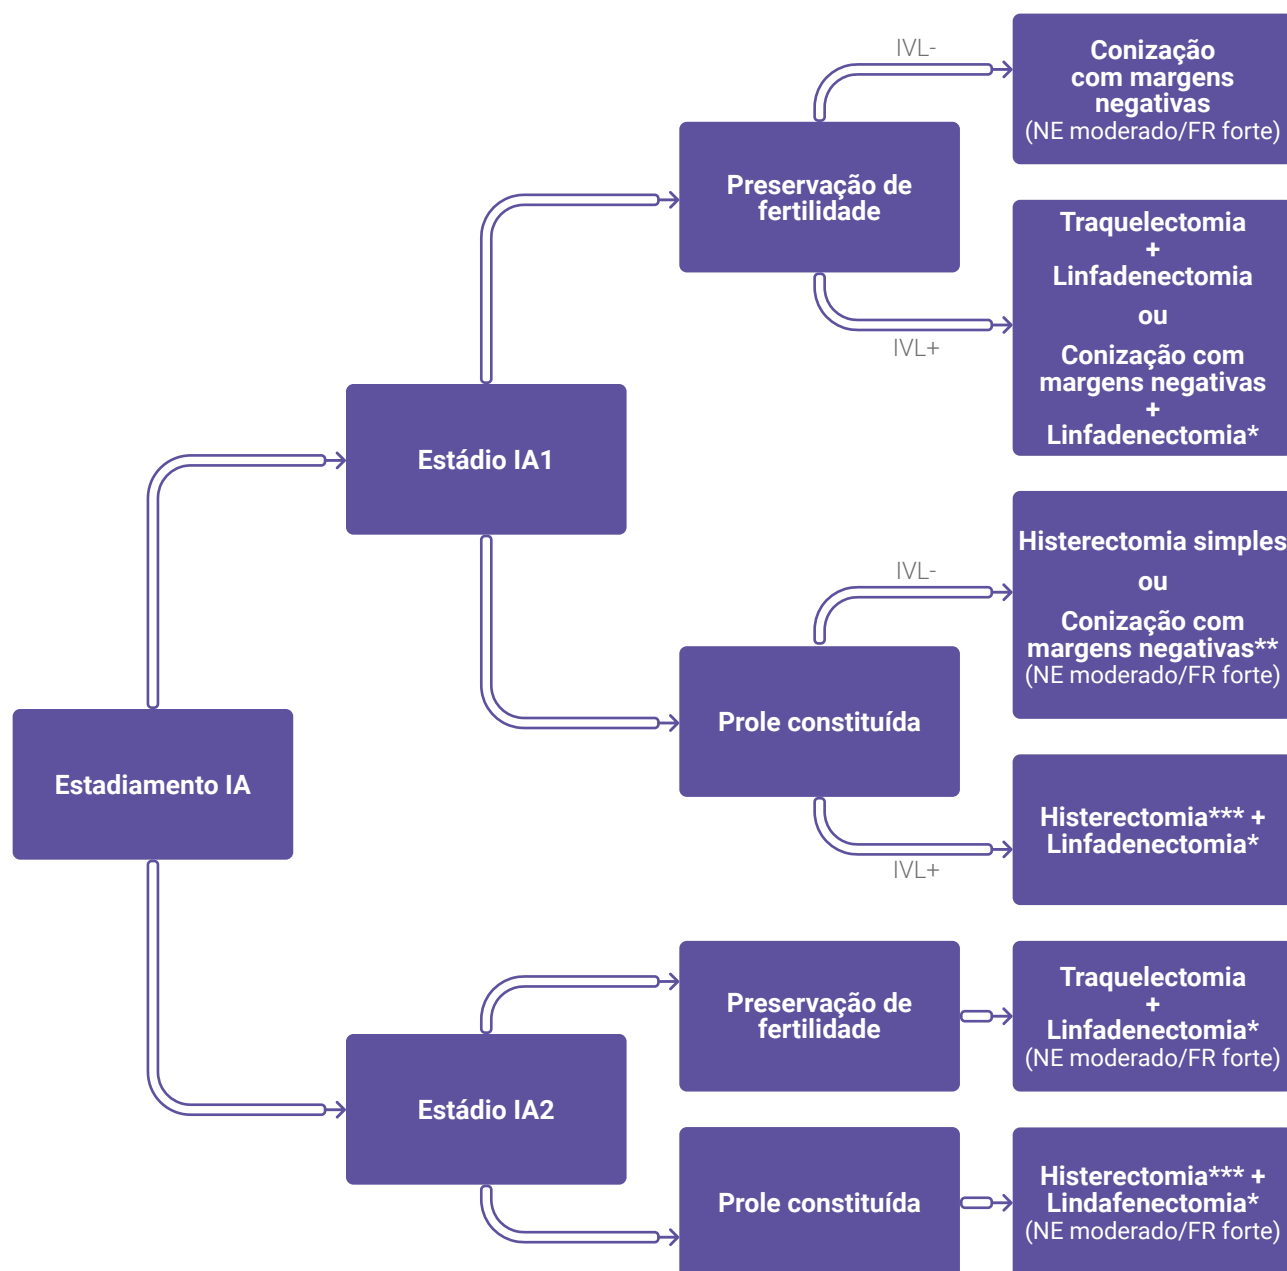 Estadiamento IA
Estádio IA1
Preservação de
fertilidade
IVL-
Conização
com margens
negativas
(NE moderado/FR forte)
IVL+
Traquelectomia
+
Linfadenectomia
ou
Conização com
margens negativas
+
Linfadenectomia*
Prole constituída
IVL-
Histerectomia simples
ou
Conização com
margens negativas**
(NE moderado/FR forte)
IVL+
Histerectomia*** +
Linfadenectomia*
Estádio IA2
Preservação de
fertilidade
Traquelectomia
+
Linfadenectomia*
(NE moderado/FR forte)
Prole constituída
Histerectomia*** +
Lindafenectomia*
(NE moderado/FR forte)